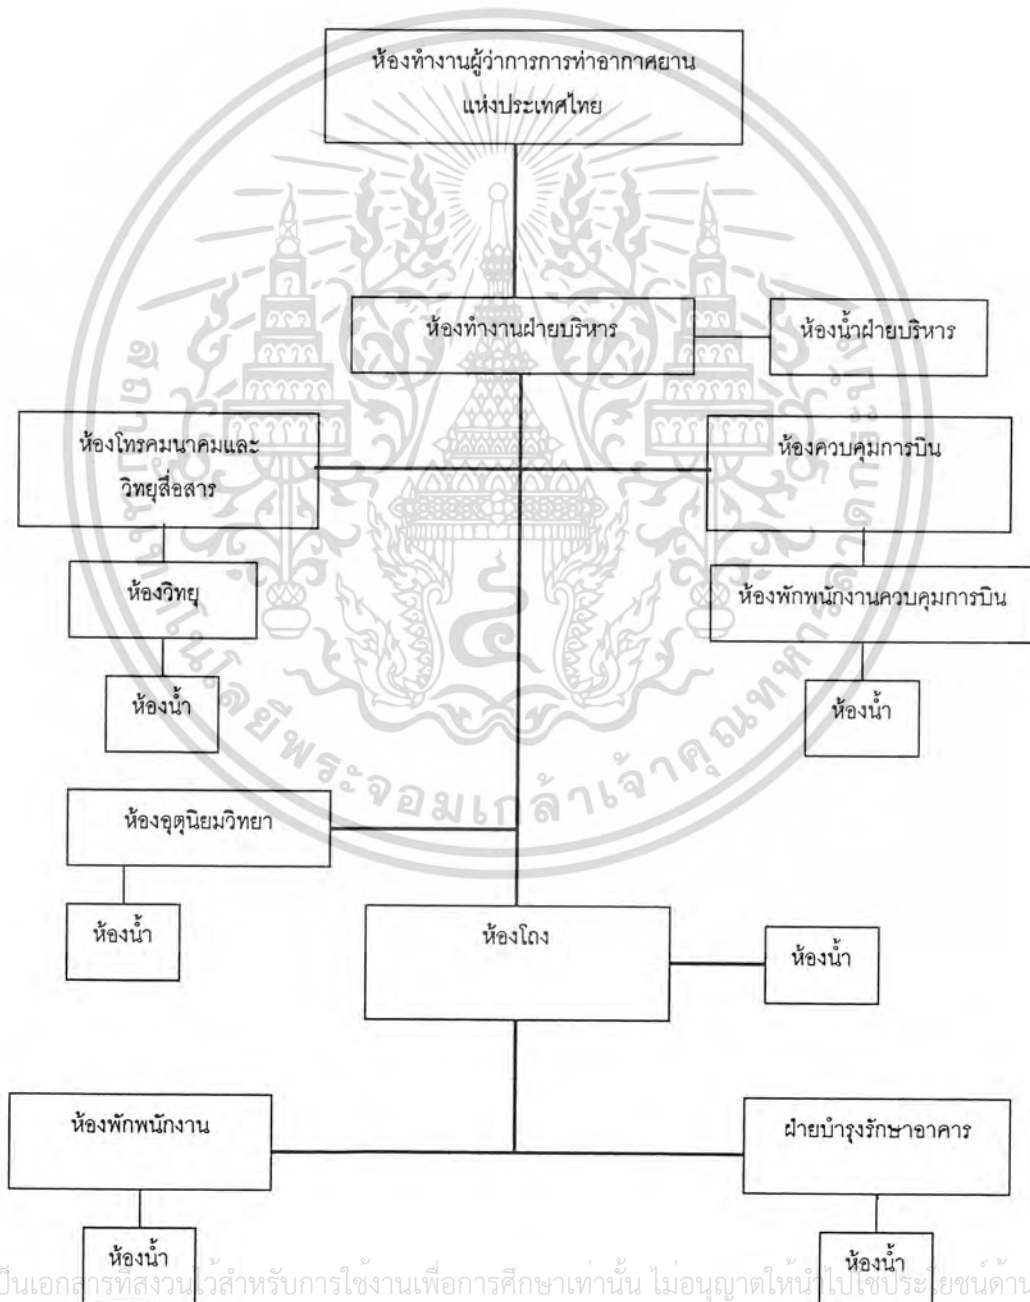 ห้องทำงานผู้ว่าการการท่าอากาศยาน
แห่งประเทศไทย
ห้องทำงานฝ่ายบริหาร
ห้องน้ำฝ่ายบริหาร
ห้องโทรคมนาคมและ
วิทยุสื่อสาร
ห้องควบคุมการบิน
ห้องวิทยุ
ห้องพักพนักงานควบคุมการบิน
ห้องน้ำ
ห้องน้ำ
ห้องอุตุนิยมวิทยา
ห้องน้ำ
ห้องโถง
ห้องน้ำ
ห้องพักพนักงาน
ฝ่ายบำรุงรักษาอาคาร
ห้องน้ำ
ห้องน้ำ
เป็นเอกสารที่สงวนไว้สำหรับการใช้งานเพื่อการศึกษาเท่านั้น ไม่อนุญาตให้นำไปใช้ประโยชน์ด้าน